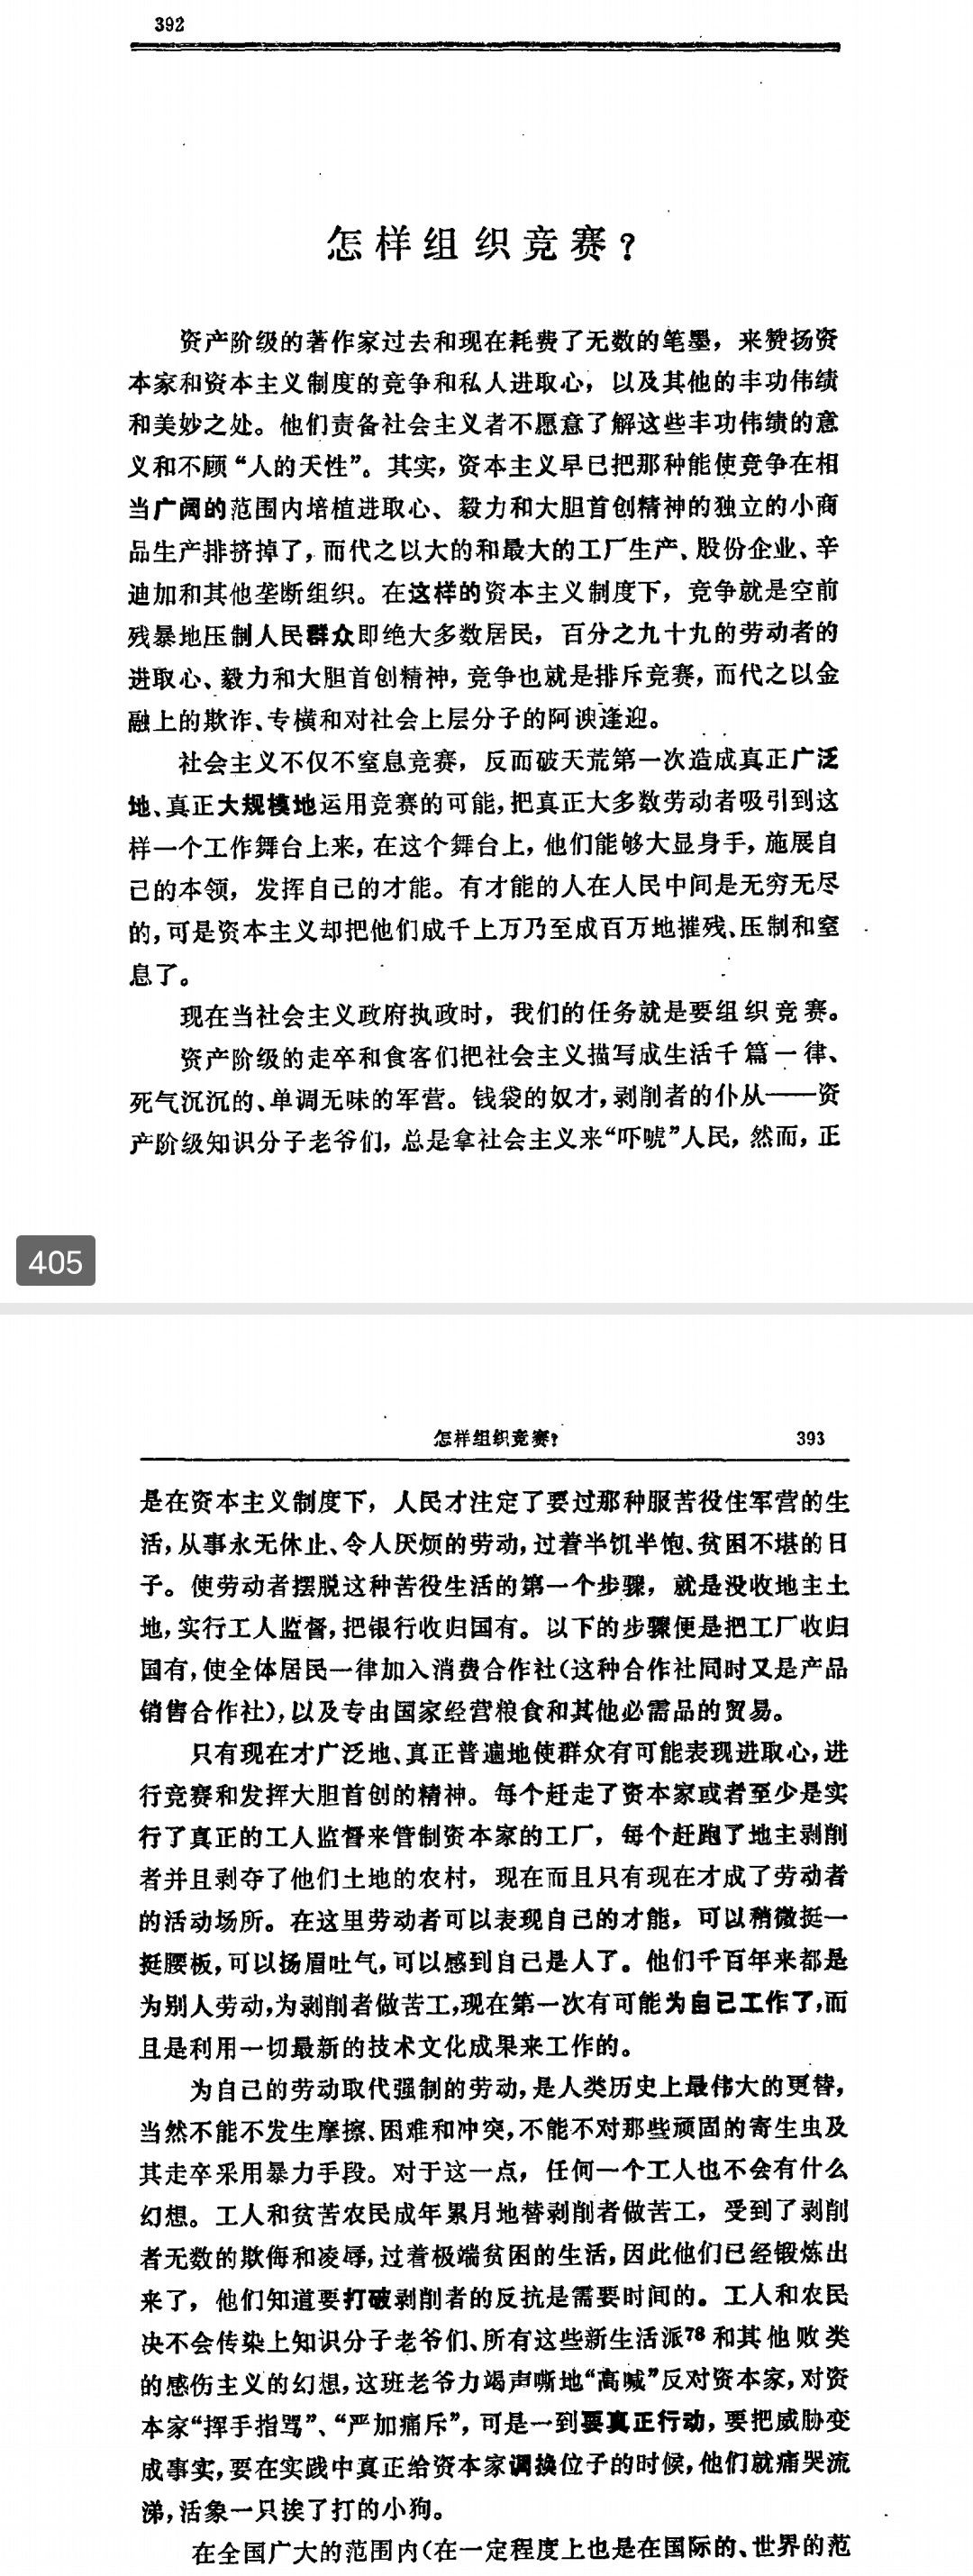 392
怎样组织竞赛？
资产阶级的著作家过去和现在耗费了无数的笔墨，来赞扬资
本家和资本主义制度的竞争和私人进取心，以及其他的丰功伟绩
和美妙之处。他们责备社会主义者不愿意了解这些丰功伟绩的意
义和不顾“人的天性”。其实，资本主义早已把那种能使竞争在相
当广阔的范围内培植进取心、毅力和大胆首创精神的独立的小商
品生产排挤掉了，而代之以大的和最大的工厂生产、股份企业、辛
迪加和其他垄断组织。在这样的资本主义制度下，竞争就是空前
残暴地压制人民群众即绝大多数居民，百分之九十九的劳动者的
进取心、毅力和大胆首创精神，竞争也就是排斥竞赛，而代之以金
融上的欺诈、专横和对社会上层分子的阿谀逢迎。
社会主义不仅不窒息竞赛，反而破天荒第一次造成真正广泛
地、真正大规模地运用竞赛的可能，把真正大多数劳动者吸引到这
样一个工作舞台上来，在这个舞台上，他们能够大显身手，施展自
己的本领，发挥自己的才能。有才能的人在人民中间是无穷无尽
的，可是资本主义却把他们成千上万乃至成百万地摧残、压制和窒
息了。
现在当社会主义政府执政时，我们的任务就是要组织竞赛。
资产阶级的走卒和食客们把社会主义描写成生活千篇一律、
死气沉沉的、单调无味的军营。钱袋的奴才，剥削者的仆从——资
产阶级知识分子老爷们，总是拿社会主义来“吓唬”人民，然而，正
405
怎样组织竞赛？ 393
是在资本主义制度下，人民才注定了要过那种服苦役住军营的生
活，从事永无休止、令人厌烦的劳动，过着半饥半饱、贫困不堪的日
子。使劳动者摆脱这种苦役生活的第一个步骤，就是没收地主土
地，实行工人监督，把银行收归国有。以下的步骤便是把工厂收归
国有，使全体居民一律加入消费合作社（这种合作社同时又是产品
销售合作社），以及专由国家经营粮食和其他必需品的贸易。
只有现在才广泛地、真正普遍地使群众有可能表现进取心，进
行竞赛和发挥大胆首创的精神。每个赶走了资本家或者至少是实
行了真正的工人监督来管制资本家的工厂，每个赶跑了地主剥削
者并且剥夺了他们土地的农村，现在而且只有现在才成了劳动者
的活动场所。在这里劳动者可以表现自己的才能，可以稍微挺一
挺腰板，可以扬眉吐气，可以感到自己是人了。他们千百年来都是
为别人劳动，为剥削者做苦工，现在第一次有可能为自己工作了，而
且是利用一切最新的技术文化成果来工作的。
为自己的劳动取代强制的劳动，是人类历史上最伟大的更替，
当然不能不发生摩擦、困难和冲突，不能不对那些顽固的寄生虫及
其走卒采用暴力手段。对于这一点，任何一个工人也不会有什么
幻想。工人和贫苦农民成年累月地替剥削者做苦工，受到了剥削
者无数的欺侮和凌辱，过着极端贫困的生活，因此他们已经锻炼出
来了，他们知道要打破剥削者的反抗是需要时间的。工人和农民
决不会传染上知识分子老爷们、所有这些新生活派78和其他败类
的感伤主义的幻想，这班老爷力竭声嘶地“高喊”反对资本家，对资
本家“挥手指骂”、“严加痛斥”，可是一到要真正行动，要把威胁变
成事实，要在实践中真正给资本家调换位子的时候，他们就痛哭流
涕，活象一只挨了打的小狗。
在全国广大的范围内（在一定程度上也是在国际的、世界的范